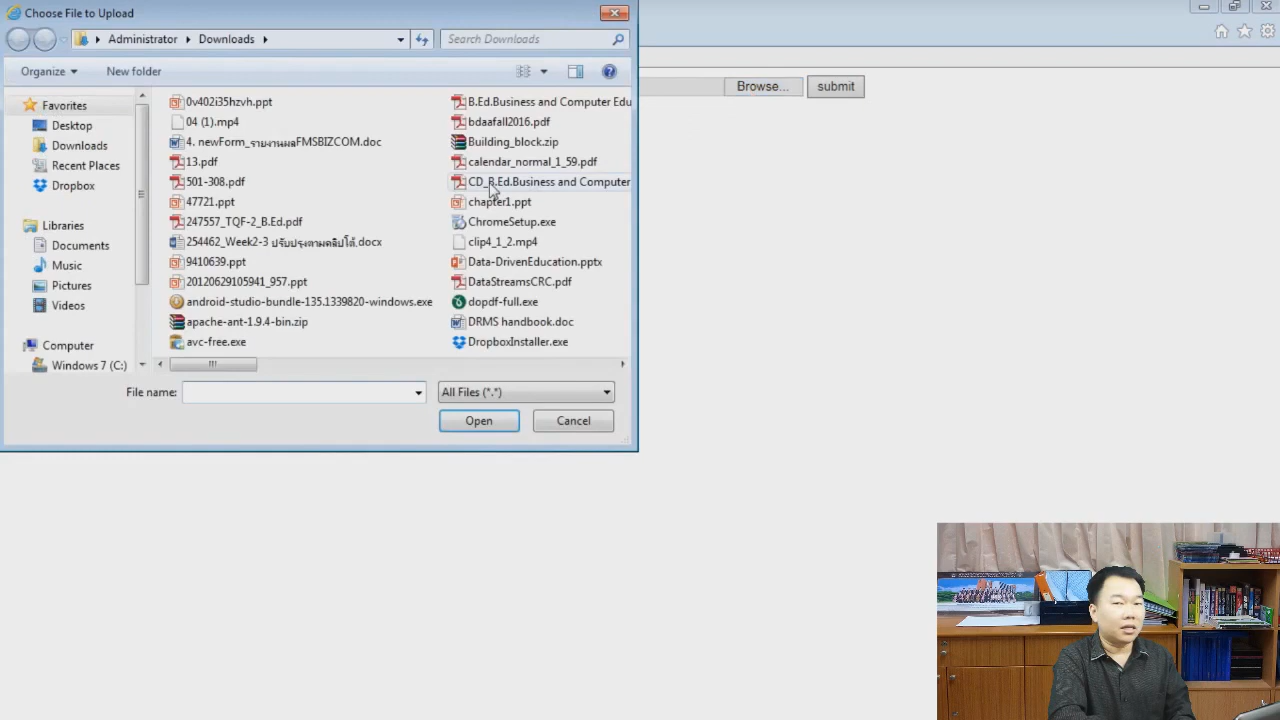 Choose File to Upload
Administrator
Downloads
Search Downloads
Organize
New folder
Browse...
submit
Favorites
Desktop
Downloads
Recent Places
Dropbox
Libraries
Documents
Music
Pictures
Videos
Computer
Windows 7 (C:)
0v402i35hzvh.ppt
04 (1).mp4
4. newForm_รายงานผลFMSBIZCOM.doc
13.pdf
501-308.pdf
47721.ppt
247557_TQF-2_B.Ed.pdf
254462_Week2-3 ปรับปรุงตามคลิปโต้.docx
9410639.ppt
20120629105941_957.ppt
android-studio-bundle-135.1339820-windows.exe
apache-ant-1.9.4-bin.zip
avc-free.exe
B.Ed.Business and Computer Edu
bdaafall2016.pdf
Building_block.zip
calendar_normal_1_59.pdf
CD_B.Ed.Business and Computer
chapter1.ppt
ChromeSetup.exe
clip4_1_2.mp4
Data-DrivenEducation.pptx
DataStreamsCRC.pdf
dopdf-full.exe
DRMS handbook.doc
DropboxInstaller.exe
File name:
All Files (*.*)
Open
Cancel